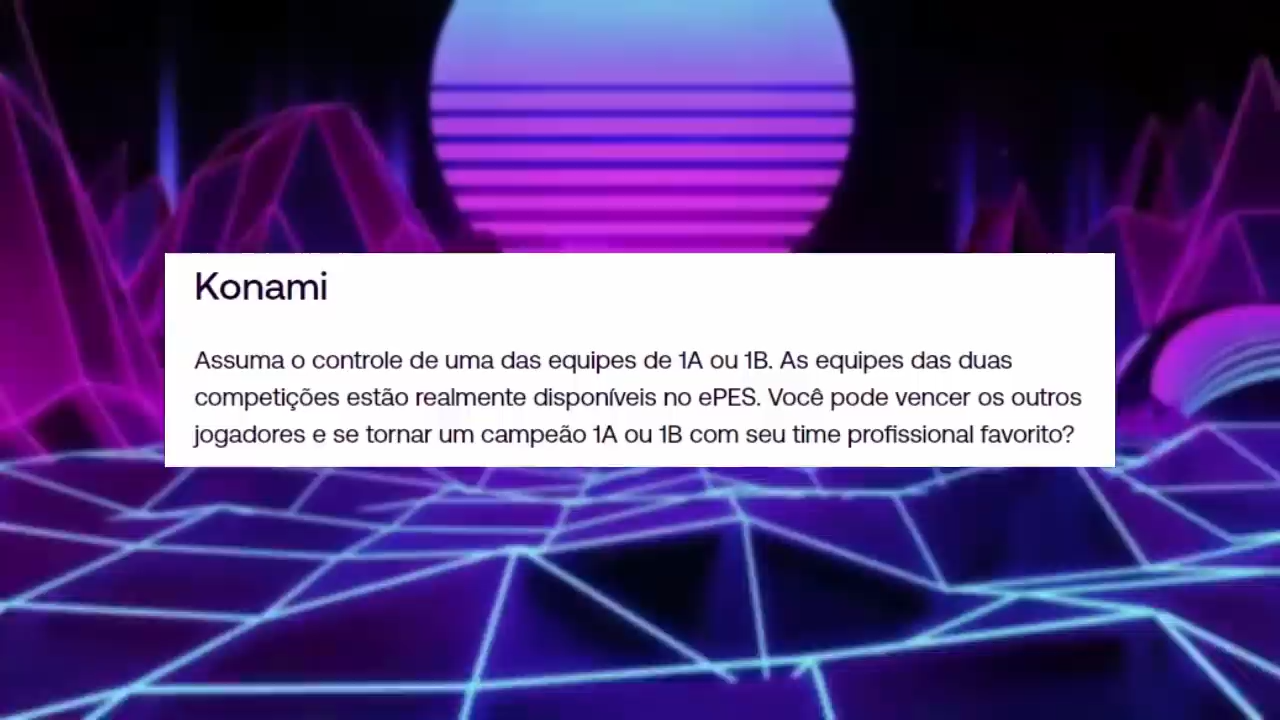 Konami
Assuma o controle de uma das equipes de 1A ou 1B. As equipes das duas
competições estão realmente disponíveis no ePES. Você pode vencer os outros
jogadores e se tornar um campeão 1A ou 1B com seu time profissional favorito?